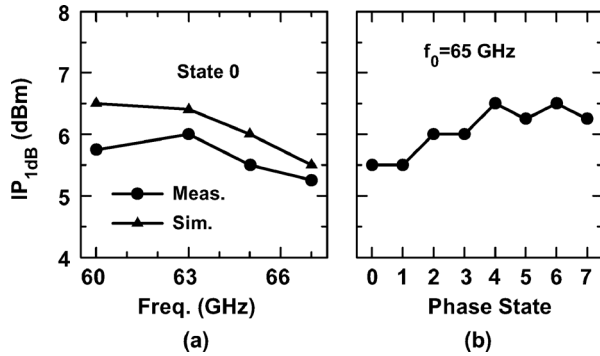 8
7
6
5
4
IP1dB (dBm)
State 0
Meas.
Sim.
60 63 66
Freq. (GHz)
(a)
f0=65 GHz
0 1 2 3 4 5 6 7
Phase State
(b)